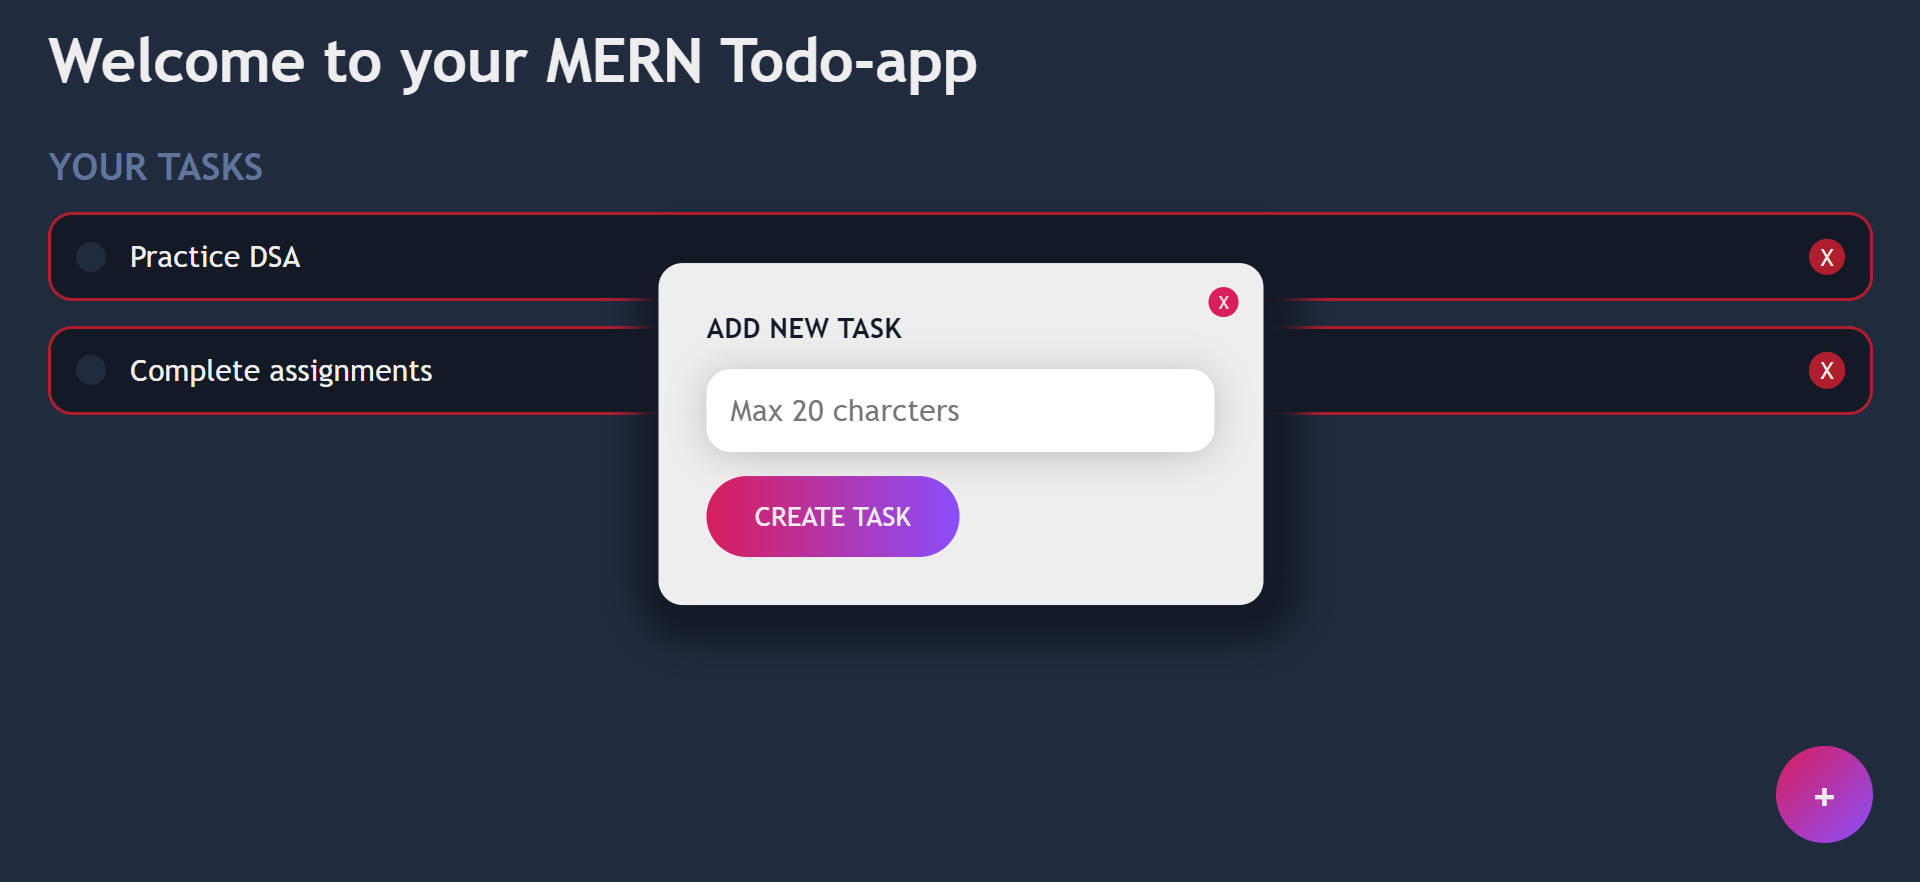 Welcome to your MERN Todo-app
YOUR TASKS
Practice DSA
X
Complete assignments
X
ADD NEW TASK
X
Max 20 charcters
CREATE TASK
+